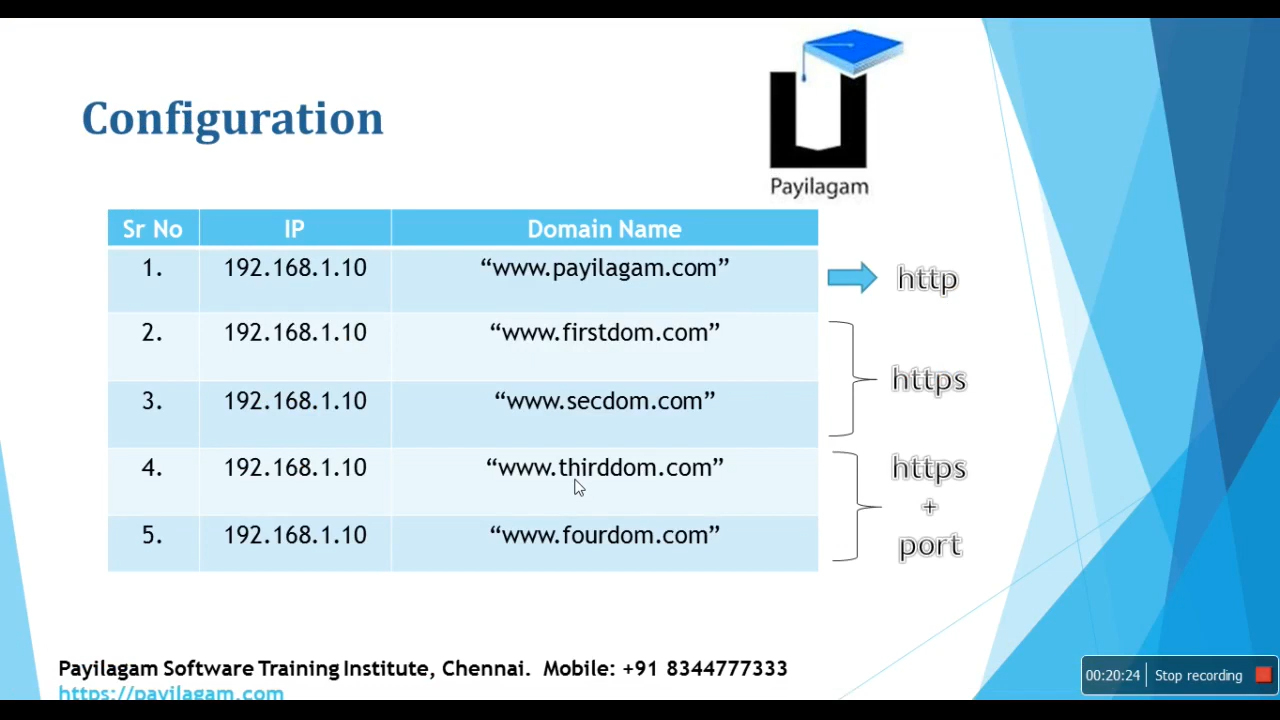 Configuration
Payilagam
Sr No IP Domain Name
1. 192.168.1.10 “www.payilagam.com” http
2. 192.168.1.10 “www.firstdom.com”
https
3. 192.168.1.10 “www.secdom.com”
4. 192.168.1.10 “www.thirddom.com” https
+
5. 192.168.1.10 “www.fourdom.com” port
Payilagam Software Training Institute, Chennai. Mobile: +91 8344777333
https://payilagam.com
00:20:24 Stop recording